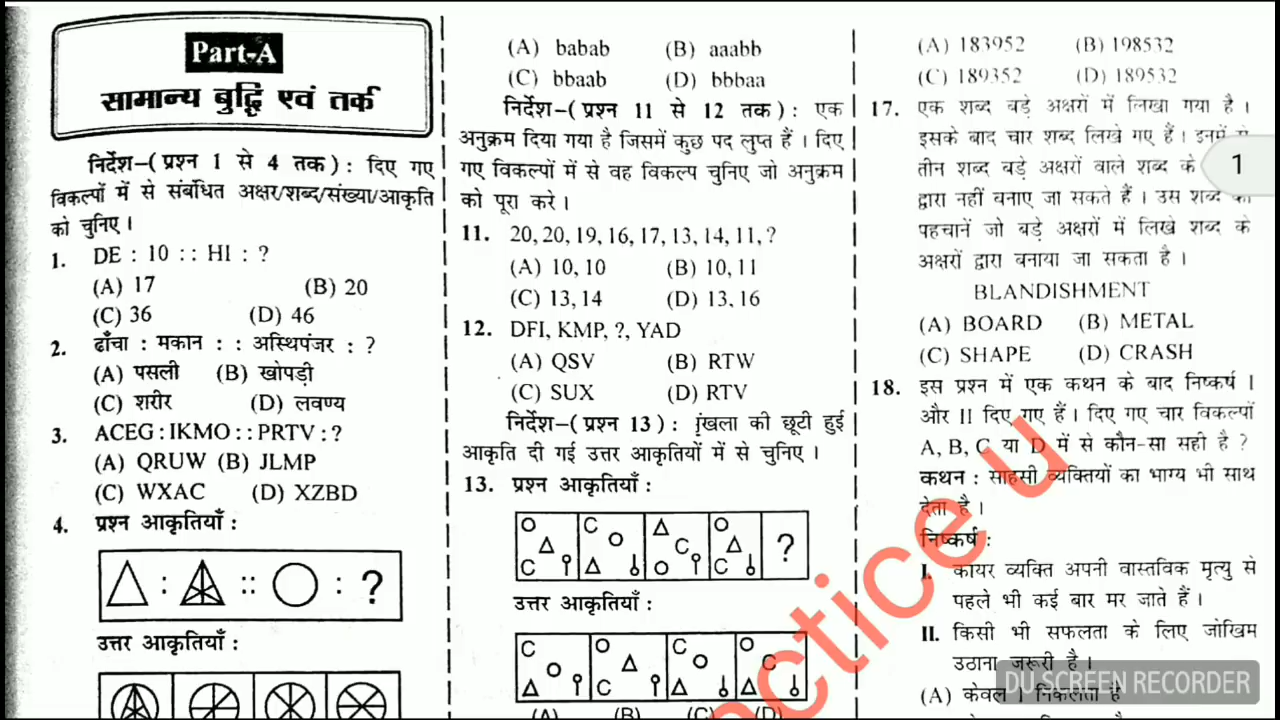 Part-A
सामान्य बुद्धि एवं तर्क
निर्देश–( प्रश्न 1 से 4 तक ) : दिए गए
विकल्पों में से संबंधित अक्षर/शब्द/संख्या/आकृति
को चुनिए।
1. DE : 10 : : HI : ?
(A) 17 (B) 20
(C) 36 (D) 46
2. ढाँचा : मकान : : अस्थिपंजर : ?
(A) पसली (B) खोपड़ी
(C) शरीर (D) लवण्य
3. ACEG : IKMO : : PRTV : ?
(A) QRUW (B) JLMP
(C) WXAC (D) XZBD
4. प्रश्न आकृतियाँ :
: :: : ?
उत्तर आकृतियाँ :
(A) babab (B) aaabb
(C) bbaab (D) bbbaa
निर्देश–( प्रश्न 11 से 12 तक ) : एक
अनुक्रम दिया गया है जिसमें कुछ पद लुप्त हैं। दिए
गए विकल्पों में से वह विकल्प चुनिए जो अनुक्रम
को पूरा करे।
11. 20, 20, 19, 16, 17, 13, 14, 11, ?
(A) 10, 10 (B) 10, 11
(C) 13, 14 (D) 13, 16
12. DFI, KMP, ?, YAD
(A) QSV (B) RTW
(C) SUX (D) RTV
निर्देश–( प्रश्न 13 ) : शृंखला की छूटी हुई
आकृति दी गई उत्तर आकृतियों में से चुनिए।
13. प्रश्न आकृतियाँ :
?
उत्तर आकृतियाँ :
(A) (B) (C) (D)
(A) 183952 (B) 198532
(C) 189352 (D) 189532
17. एक शब्द बड़े अक्षरों में लिखा गया है।
इसके बाद चार शब्द लिखे गए हैं। इनमें से
तीन शब्द बड़े अक्षरों वाले शब्द के
द्वारा नहीं बनाए जा सकते हैं। उस शब्द को
पहचानें जो बड़े अक्षरों में लिखे शब्द के
अक्षरों द्वारा बनाया जा सकता है।
BLANDISHMENT
(A) BOARD (B) METAL
(C) SHAPE (D) CRASH
18. इस प्रश्न में एक कथन के बाद निष्कर्ष I
और II दिए गए हैं। दिए गए चार विकल्पों
A, B, C या D में से कौन-सा सही है ?
कथन : साहसी व्यक्तियों का भाग्य भी साथ
देता है।
निष्कर्ष :
I. कायर व्यक्ति अपनी वास्तविक मृत्यु से
पहले भी कई बार मर जाते हैं।
II. किसी भी सफलता के लिए जोखिम
उठाना जरूरी है।
(A) केवल I निकलता है
1
actice u
DU SCREEN RECORDER